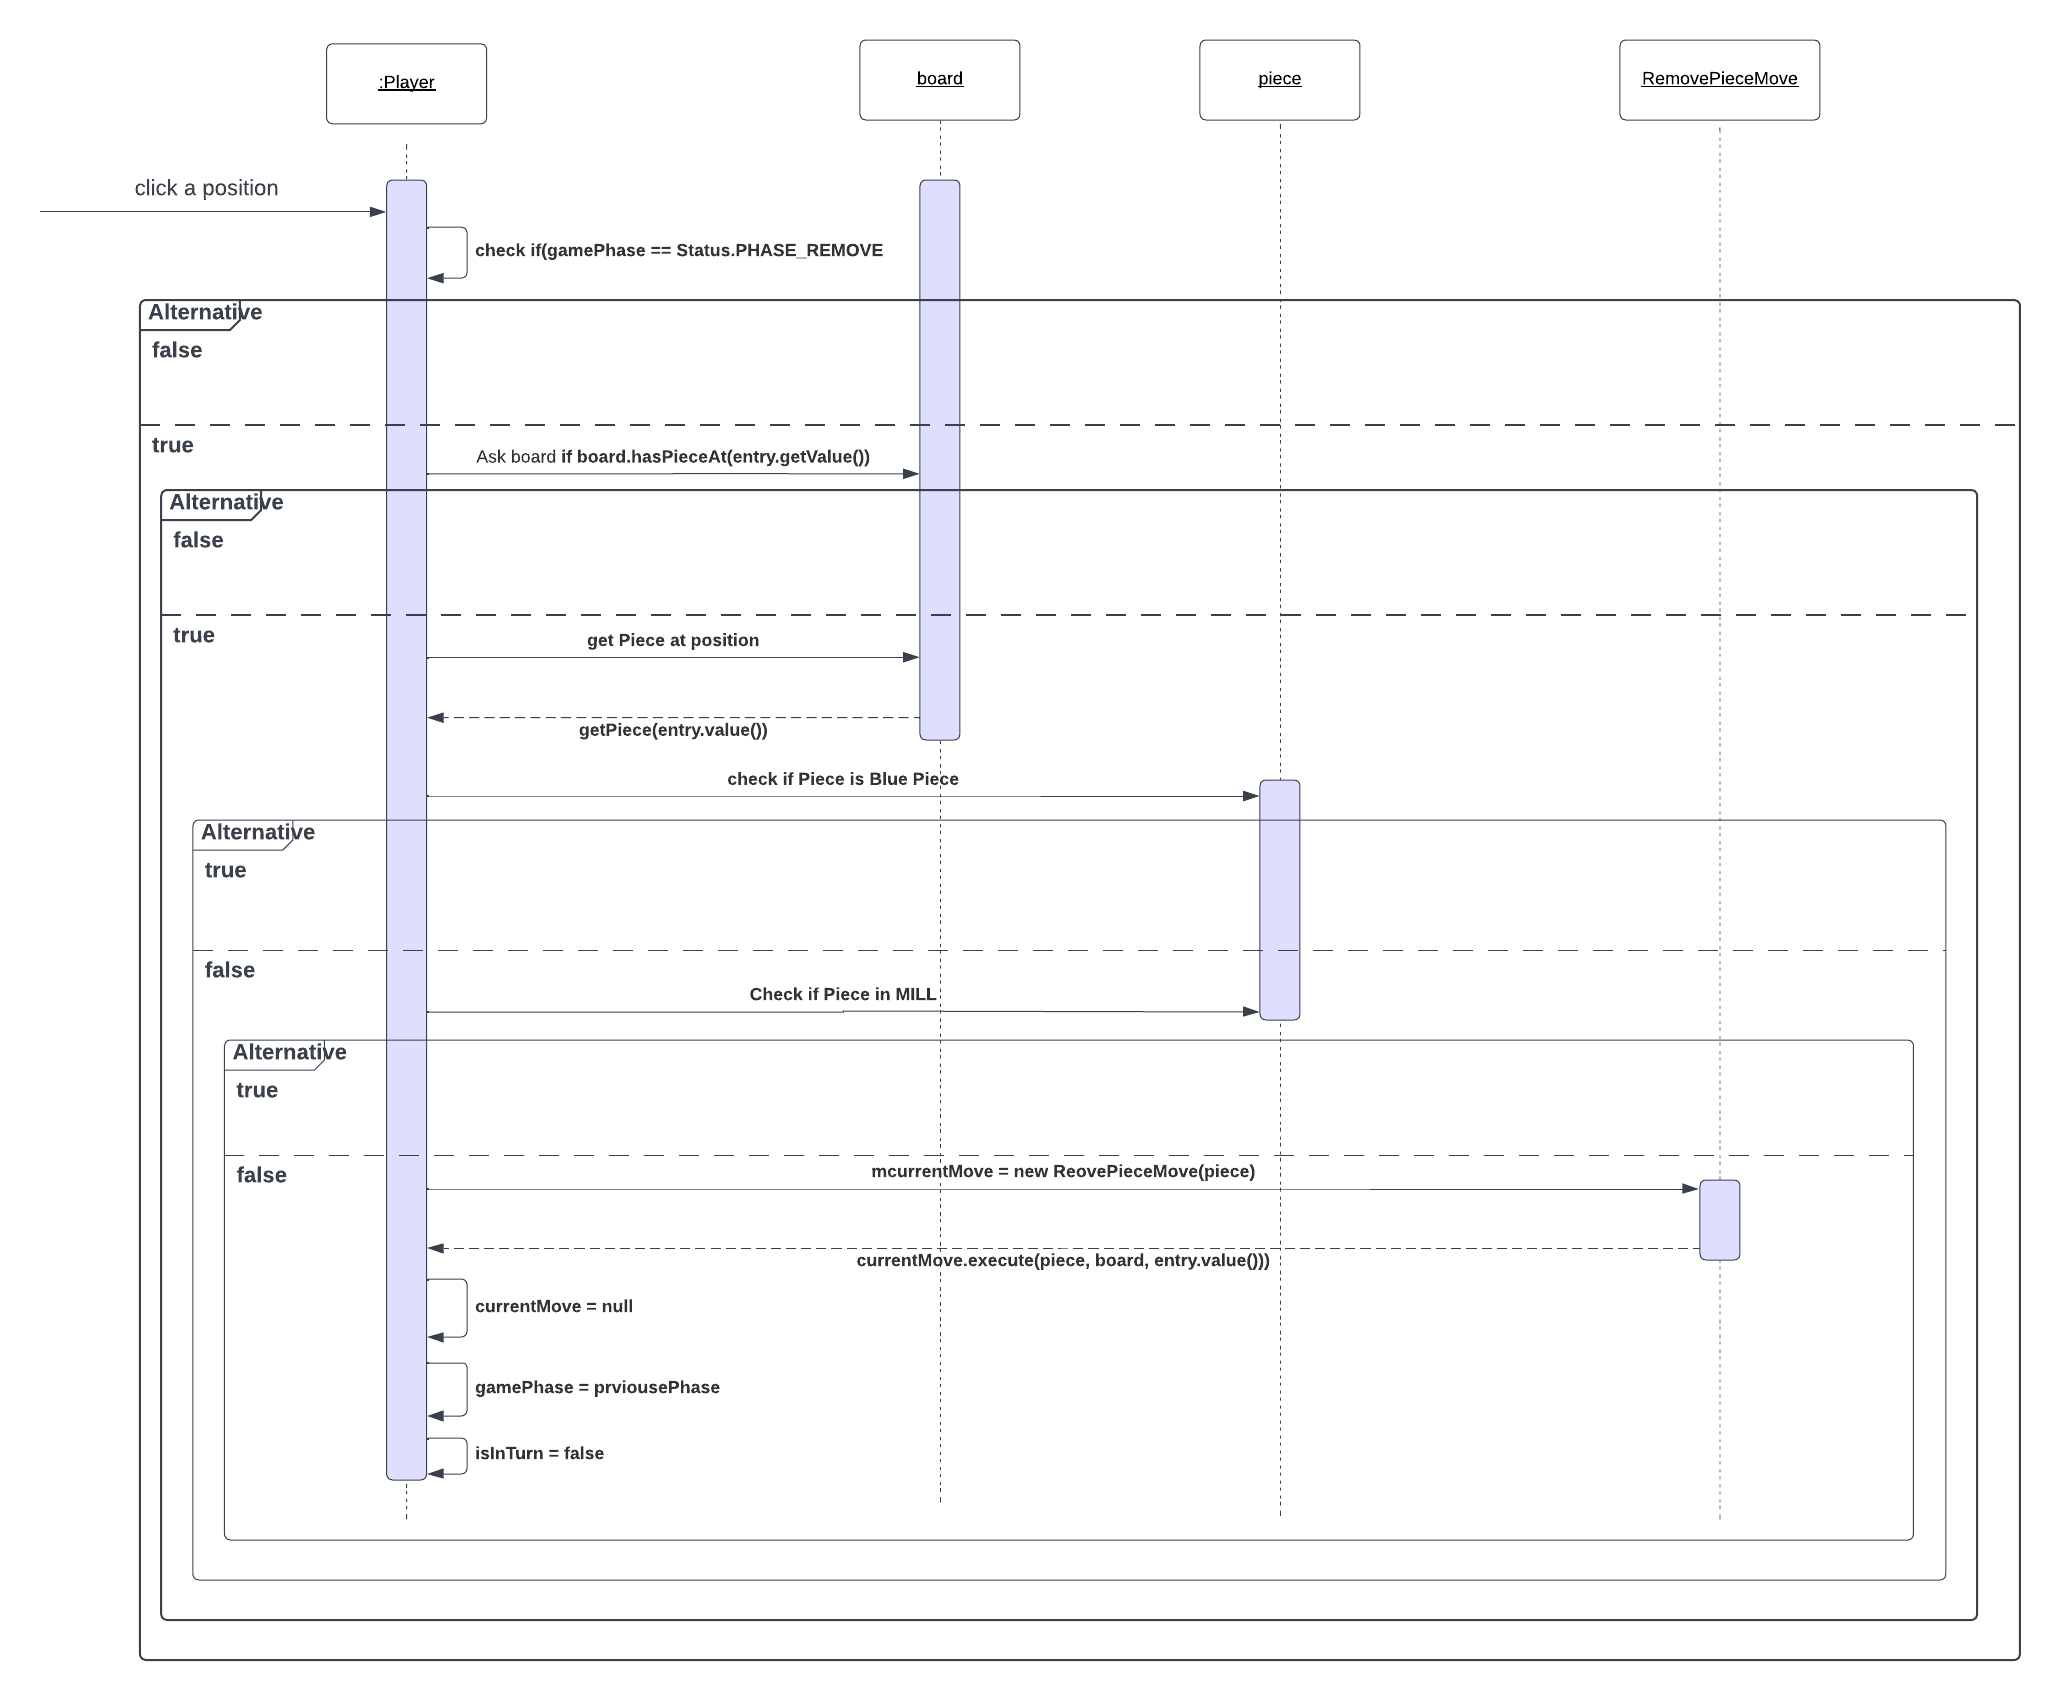 :Player
board
piece
RemovePieceMove
click a position
check if(gamePhase == Status.PHASE_REMOVE
Alternative
false
true
Ask board if board.hasPieceAt(entry.getValue())
Alternative
false
true
get Piece at position
getPiece(entry.value())
check if Piece is Blue Piece
Alternative
true
false
Check if Piece in MILL
Alternative
true
false
mcurrentMove = new ReovePieceMove(piece)
currentMove.execute(piece, board, entry.value()))
currentMove = null
gamePhase = prviousePhase
isInTurn = false